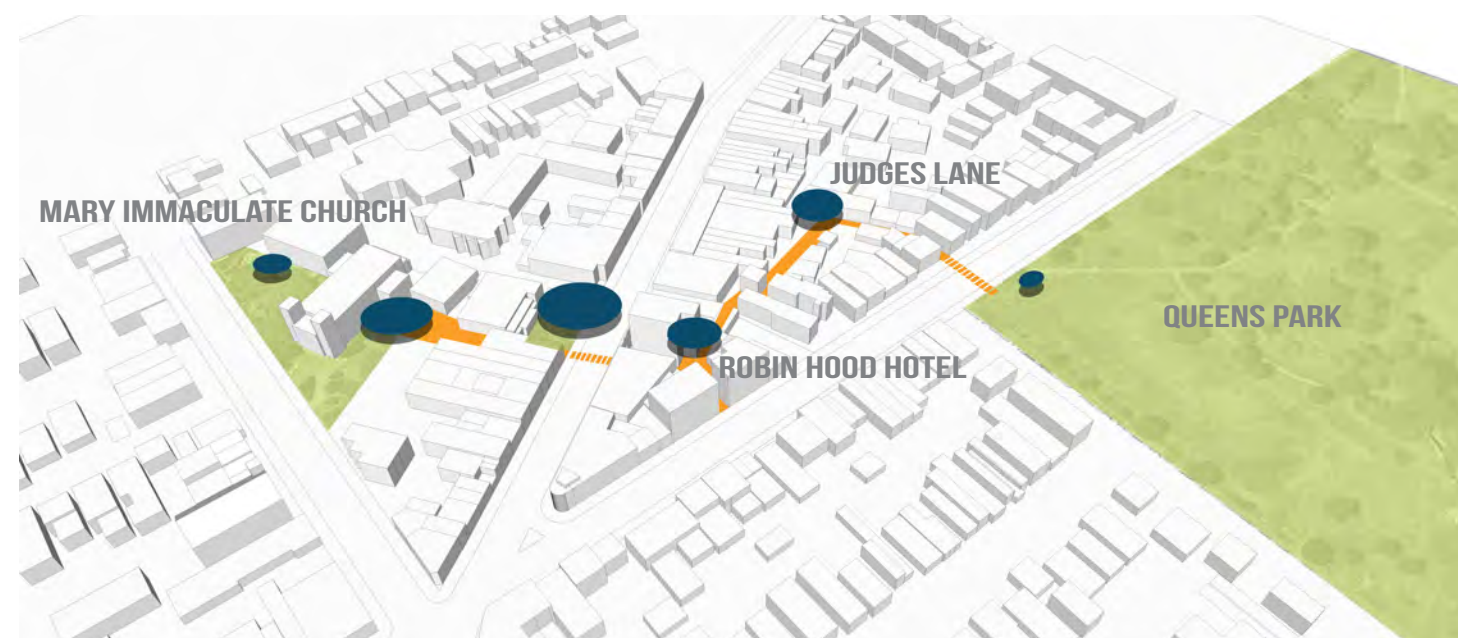 JUDGES LANE
MARY IMMACULATE CHURCH
QUEENS PARK
ROBIN HOOD HOTEL